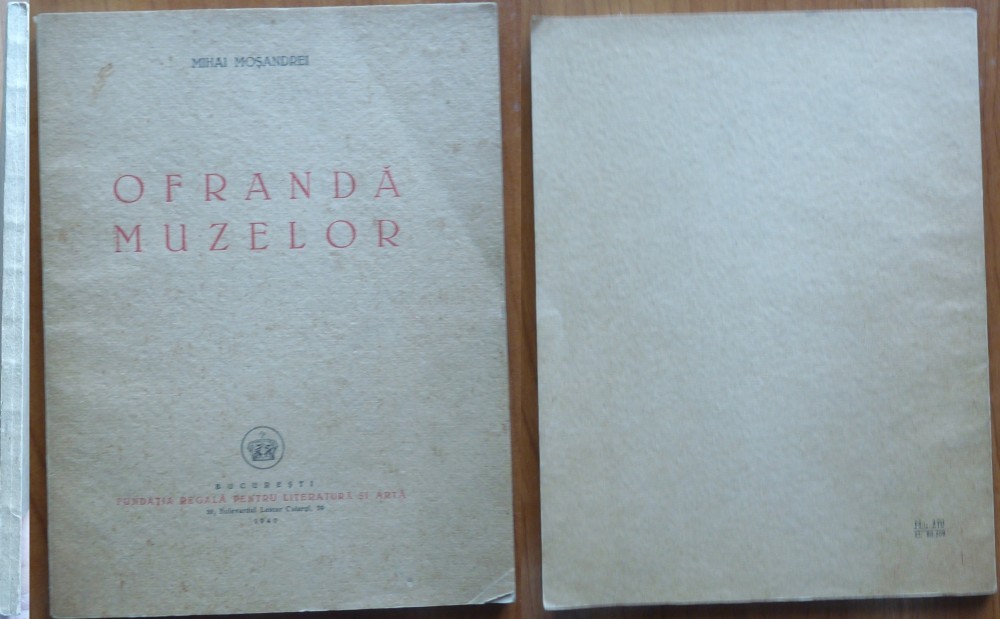 MIHAI MOȘANDREI
OFRANDĂ
MUZELOR
BUCUREȘTI
FUNDAȚIA REGALĂ PENTRU LITERATURĂ ȘI ARTĂ
39, Bulevardul Lascar Catargi, 39
1940